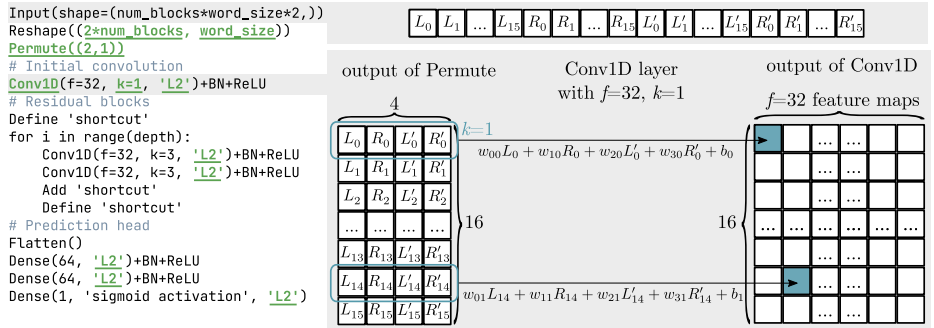 Input(shape=(num_blocks*word_size*2,))
Reshape((2*num_blocks, word_size))
Permute((2,1))
# Initial convolution
Conv1D(f=32, k=1, 'L2')+BN+ReLU
# Residual blocks
Define 'shortcut'
for i in range(depth):
    Conv1D(f=32, k=3, 'L2')+BN+ReLU
    Conv1D(f=32, k=3, 'L2')+BN+ReLU
    Add 'shortcut'
    Define 'shortcut'
# Prediction head
Flatten()
Dense(64, 'L2')+BN+ReLU
Dense(64, 'L2')+BN+ReLU
Dense(1, 'sigmoid activation', 'L2')
L₀ L₁ ... L₁₅ R₀ R₁ ... R₁₅ L′₀ L′₁ ... L′₁₅ R′₀ R′₁ ... R′₁₅
output of Permute
4
k=1
L₀ R₀ L′₀ R′₀
L₁ R₁ L′₁ R′₁
L₂ R₂ L′₂ R′₂
... ... ... ...
L₁₃ R₁₃ L′₁₃ R′₁₃
L₁₄ R₁₄ L′₁₄ R′₁₄
L₁₅ R₁₅ L′₁₅ R′₁₅
16
Conv1D layer
with f=32, k=1
w₀₀L₀ + w₁₀R₀ + w₂₀L′₀ + w₃₀R′₀ + b₀
w₀₁L₁₄ + w₁₁R₁₄ + w₂₁L′₁₄ + w₃₁R′₁₄ + b₁
output of Conv1D
f=32 feature maps
16
... ...
... ...
... ...
... ... ... ... ... ...
... ...
... ...
... ...